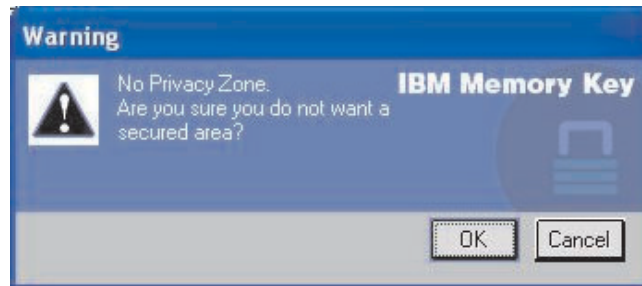 Warning
No Privacy Zone.
IBM Memory Key
Are you sure you do not want a
secured area?
OK
Cancel